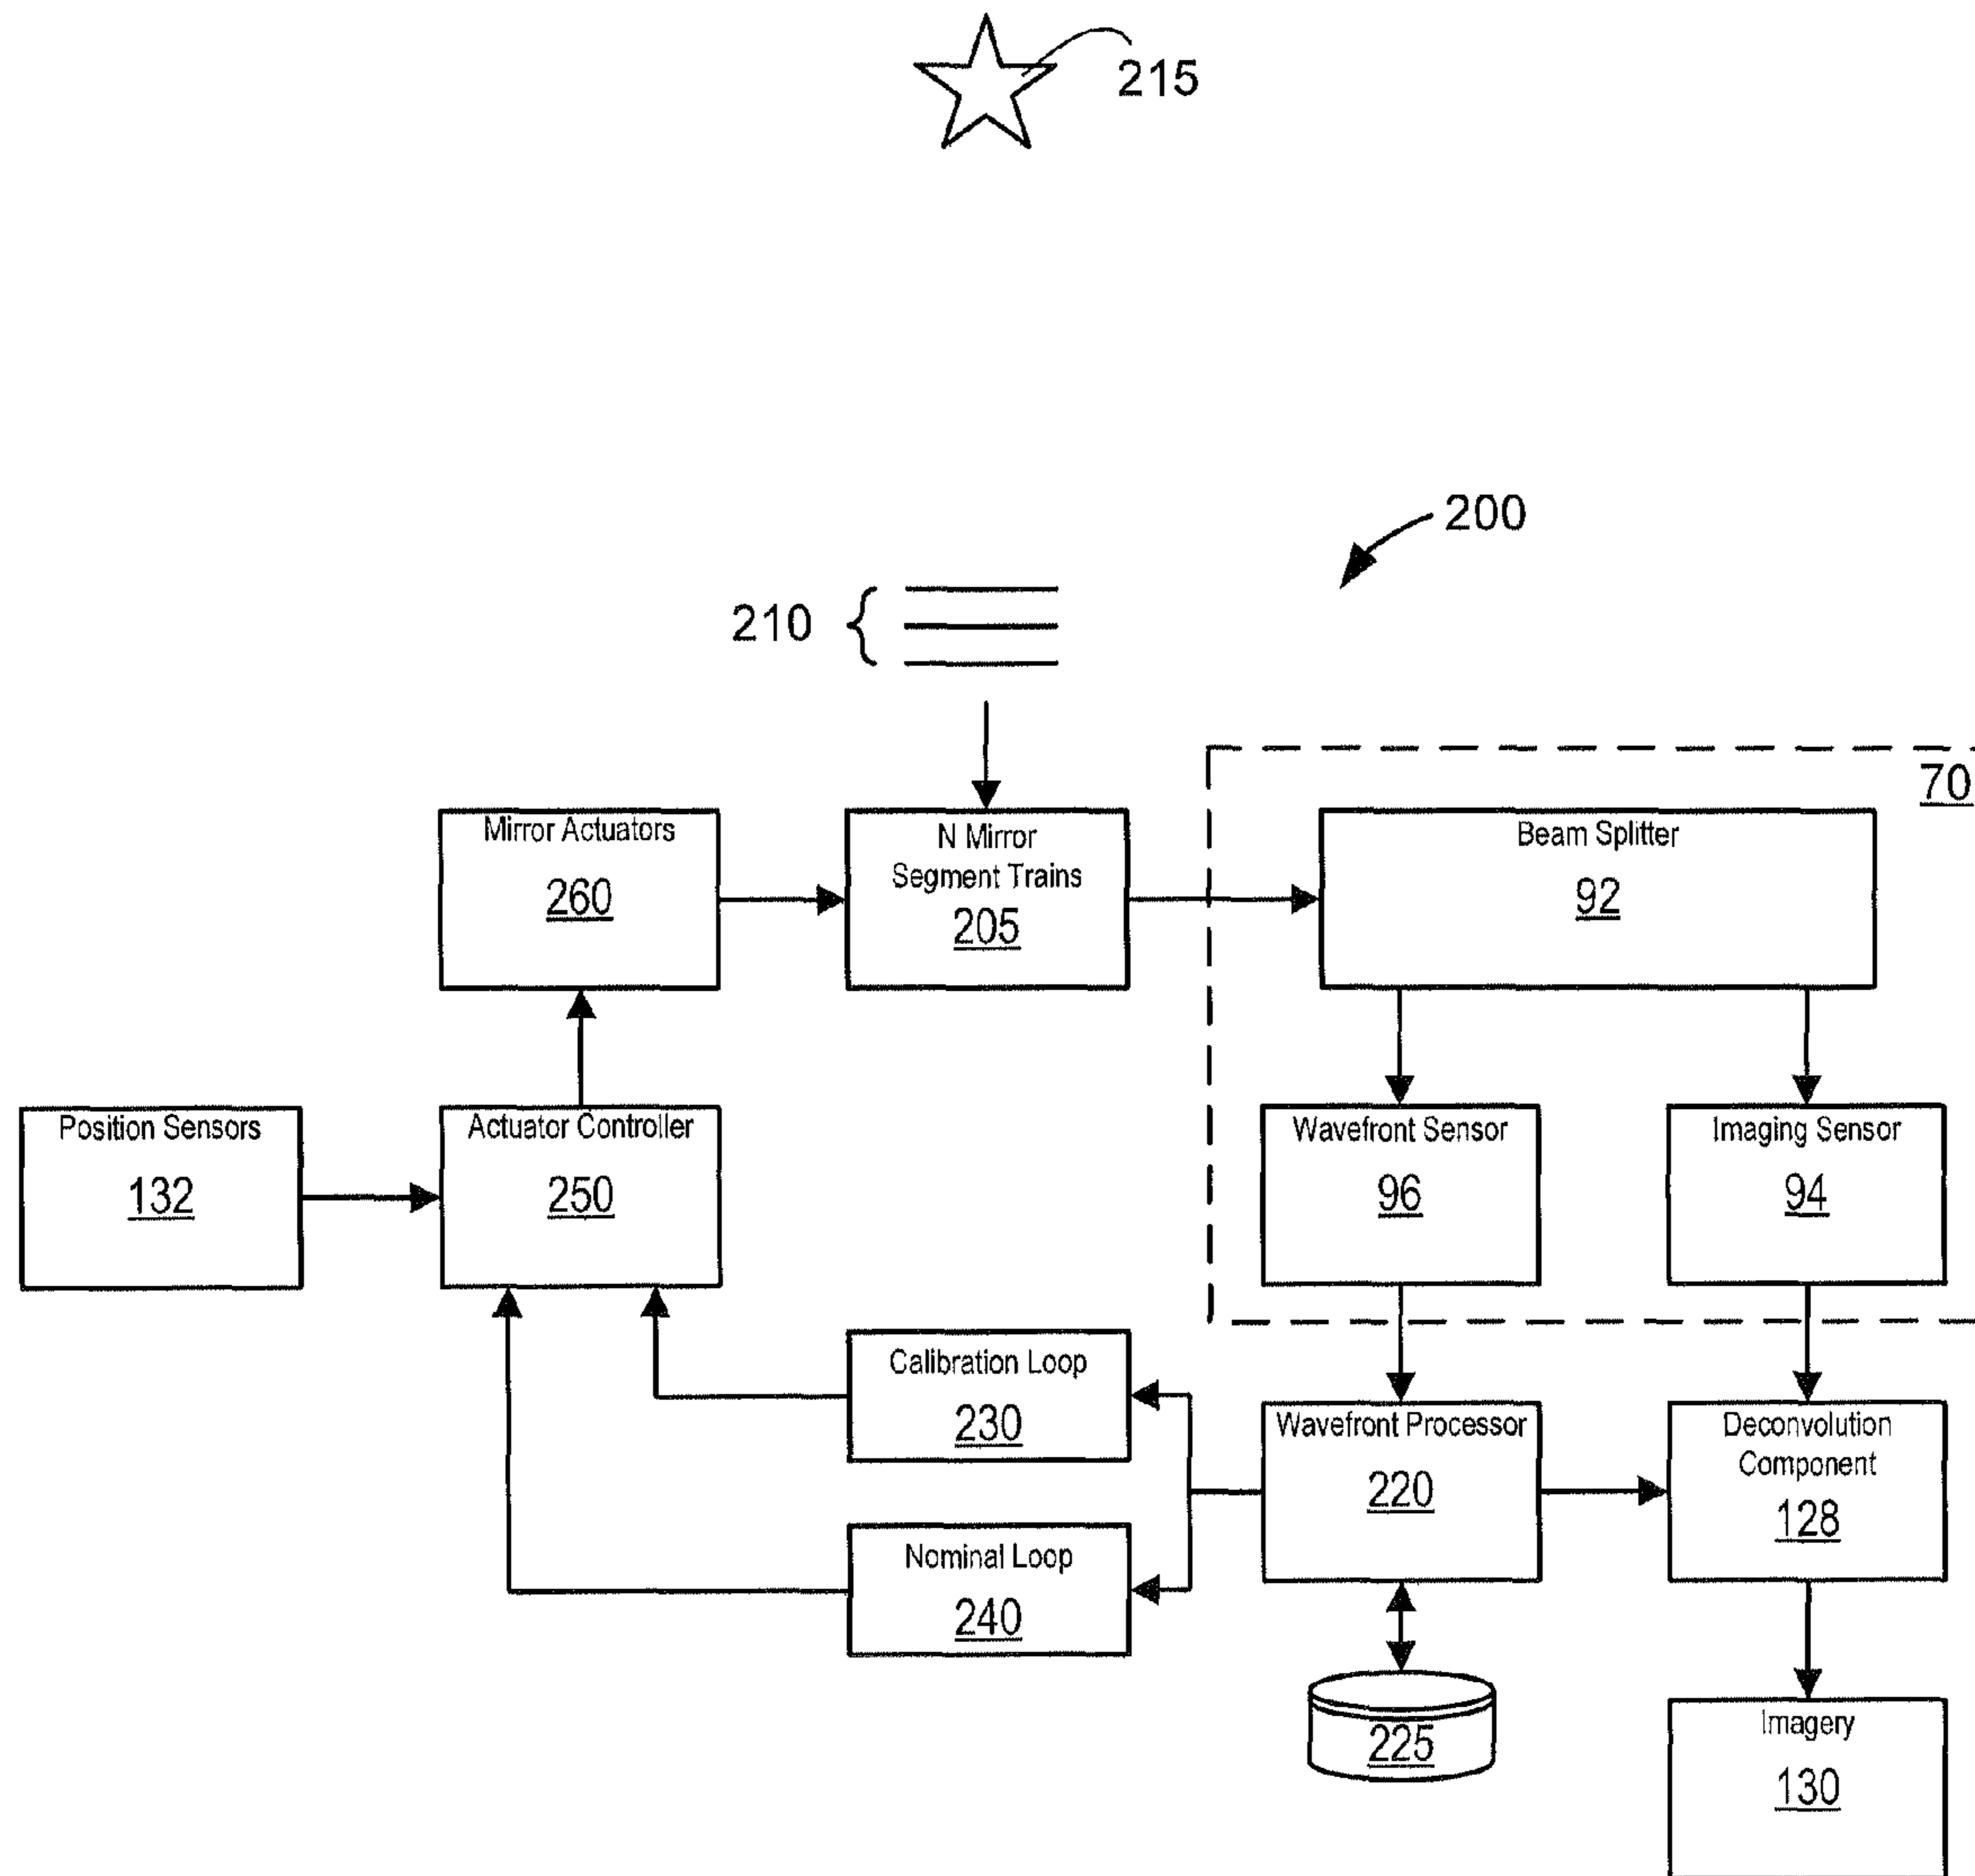 215
200
210
70
Mirror Actuators
260
N Mirror
Segment Trains
205
Beam Splitter
92
Position Sensors
132
Actuator Controller
250
Wavefront Sensor
96
Imaging Sensor
94
Calibration Loop
230
Wavefront Processor
220
Deconvolution
Component
128
Nominal Loop
240
225
Imagery
130